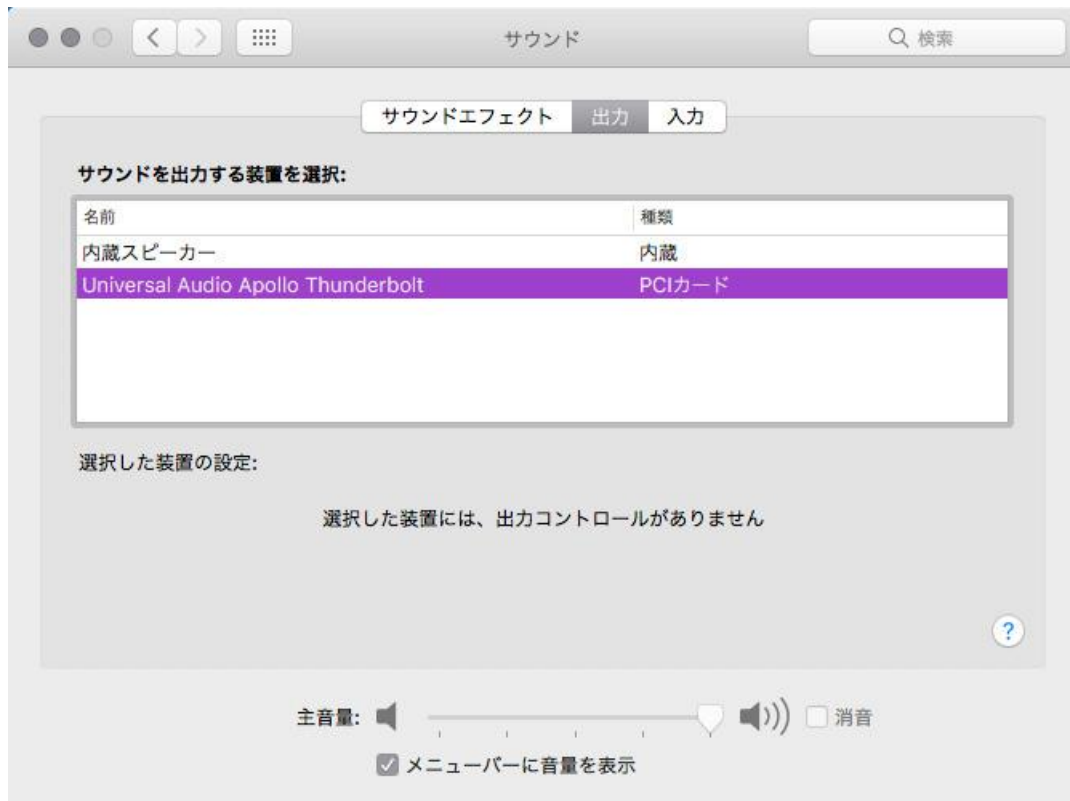 サウンド
検索
サウンドエフェクト 出力 入力
サウンドを出力する装置を選択:
名前 種類
内蔵スピーカー 内蔵
Universal Audio Apollo Thunderbolt PCIカード
選択した装置の設定:
選択した装置には、出力コントロールがありません
?
主音量: 消音
メニューバーに音量を表示